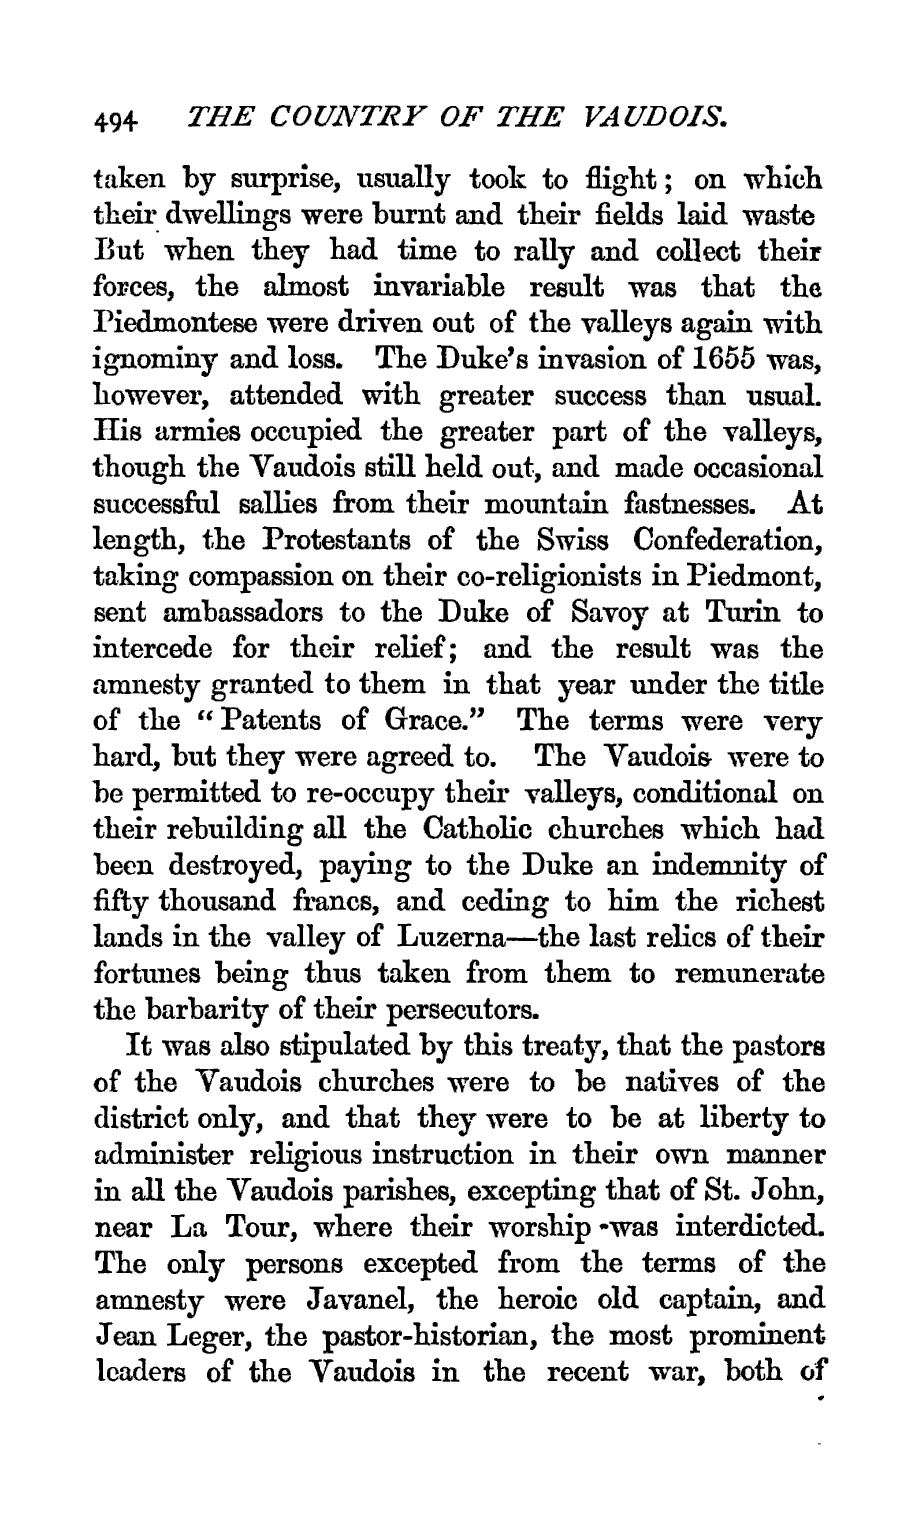 494 THE COUNTRY OF THE VAUDOIS.
taken by surprise, usually took to flight; on which
their dwellings were burnt and their fields laid waste
But when they had time to rally and collect their
forces, the almost invariable result was that the
Piedmontese were driven out of the valleys again with
ignominy and loss. The Duke's invasion of 1655 was,
however, attended with greater success than usual.
His armies occupied the greater part of the valleys,
though the Vaudois still held out, and made occasional
successful sallies from their mountain fastnesses. At
length, the Protestants of the Swiss Confederation,
taking compassion on their co-religionists in Piedmont,
sent ambassadors to the Duke of Savoy at Turin to
intercede for their relief; and the result was the
amnesty granted to them in that year under the title
of the “Patents of Grace.” The terms were very
hard, but they were agreed to. The Vaudois were to
be permitted to re-occupy their valleys, conditional on
their rebuilding all the Catholic churches which had
been destroyed, paying to the Duke an indemnity of
fifty thousand francs, and ceding to him the richest
lands in the valley of Luzerna—the last relics of their
fortunes being thus taken from them to remunerate
the barbarity of their persecutors.
It was also stipulated by this treaty, that the pastors
of the Vaudois churches were to be natives of the
district only, and that they were to be at liberty to
administer religious instruction in their own manner
in all the Vaudois parishes, excepting that of St. John,
near La Tour, where their worship was interdicted.
The only persons excepted from the terms of the
amnesty were Javanel, the heroic old captain, and
Jean Leger, the pastor-historian, the most prominent
leaders of the Vaudois in the recent war, both of